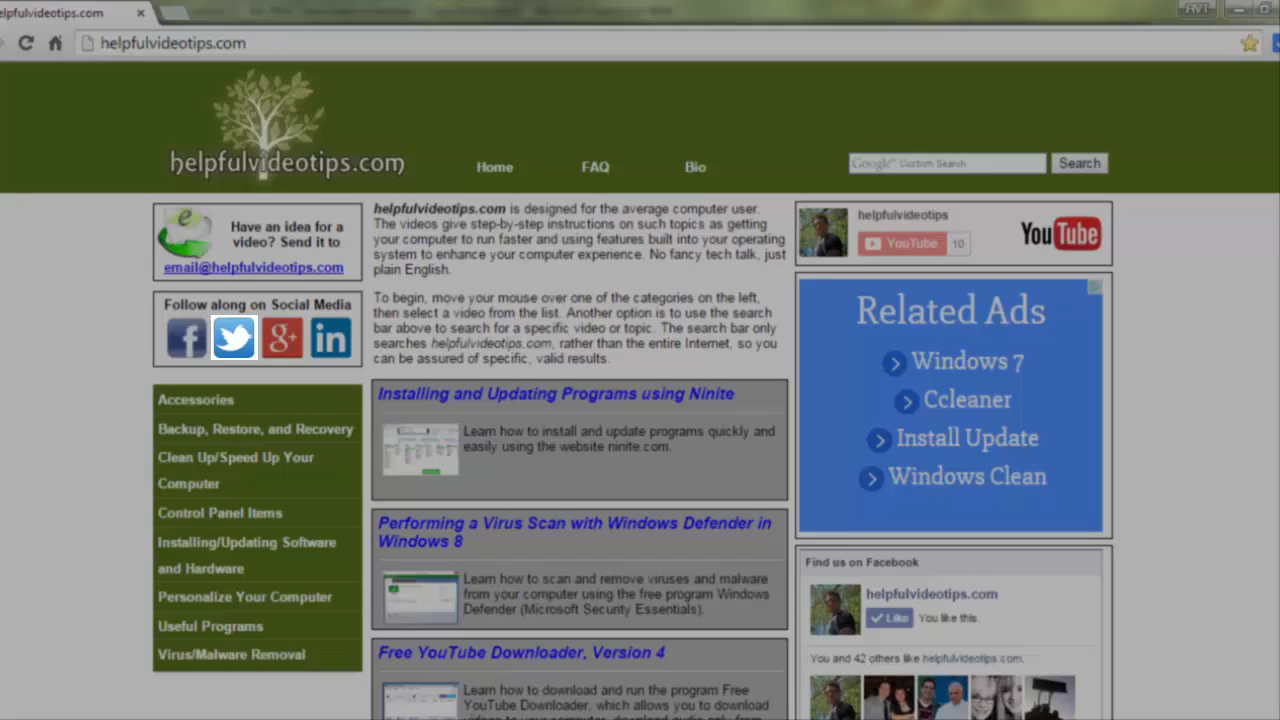 elpfulvideotips.com
HVT
helpfulvideotips.com
helpfulvideotips.com
Home
FAQ
Bio
Google™ Custom Search
Search
Have an idea for a
video? Send it to
email@helpfulvideotips.com
Follow along on Social Media
Accessories
Backup, Restore, and Recovery
Clean Up/Speed Up Your
Computer
Control Panel Items
Installing/Updating Software
and Hardware
Personalize Your Computer
Useful Programs
Virus/Malware Removal
helpfulvideotips.com is designed for the average computer user.
The videos give step-by-step instructions on such topics as getting
your computer to run faster and using features built into your operating
system to enhance your computer experience. No fancy tech talk, just
plain English.
To begin, move your mouse over one of the categories on the left,
then select a video from the list. Another option is to use the search
bar above to search for a specific video or topic. The search bar only
searches helpfulvideotips.com, rather than the entire Internet, so you
can be assured of specific, valid results.
Installing and Updating Programs using Ninite
Learn how to install and update programs quickly and
easily using the website ninite.com.
Performing a Virus Scan with Windows Defender in
Windows 8
Learn how to scan and remove viruses and malware
from your computer using the free program Windows
Defender (Microsoft Security Essentials).
Free YouTube Downloader, Version 4
Learn how to download and run the program Free
YouTube Downloader, which allows you to download
videos to your computer, download audio only from
helpfulvideotips
YouTube 10
YouTube
Related Ads
Windows 7
Ccleaner
Install Update
Windows Clean
Find us on Facebook
helpfulvideotips.com
Like You like this.
You and 42 others like helpfulvideotips.com.